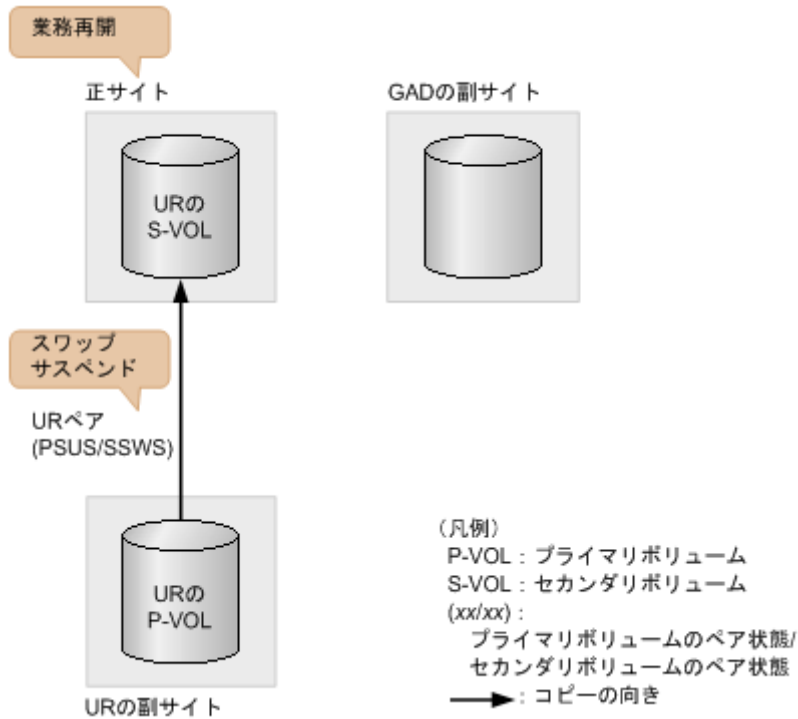 業務再開
正サイト
GADの副サイト
URの
S-VOL
スワップ
サスペンド
URペア
(PSUS/SSWS)
URの
P-VOL
URの副サイト
（凡例）
P-VOL：プライマリボリューム
S-VOL：セカンダリボリューム
(xx/xx)：
プライマリボリュームのペア状態/
セカンダリボリュームのペア状態
：コピーの向き